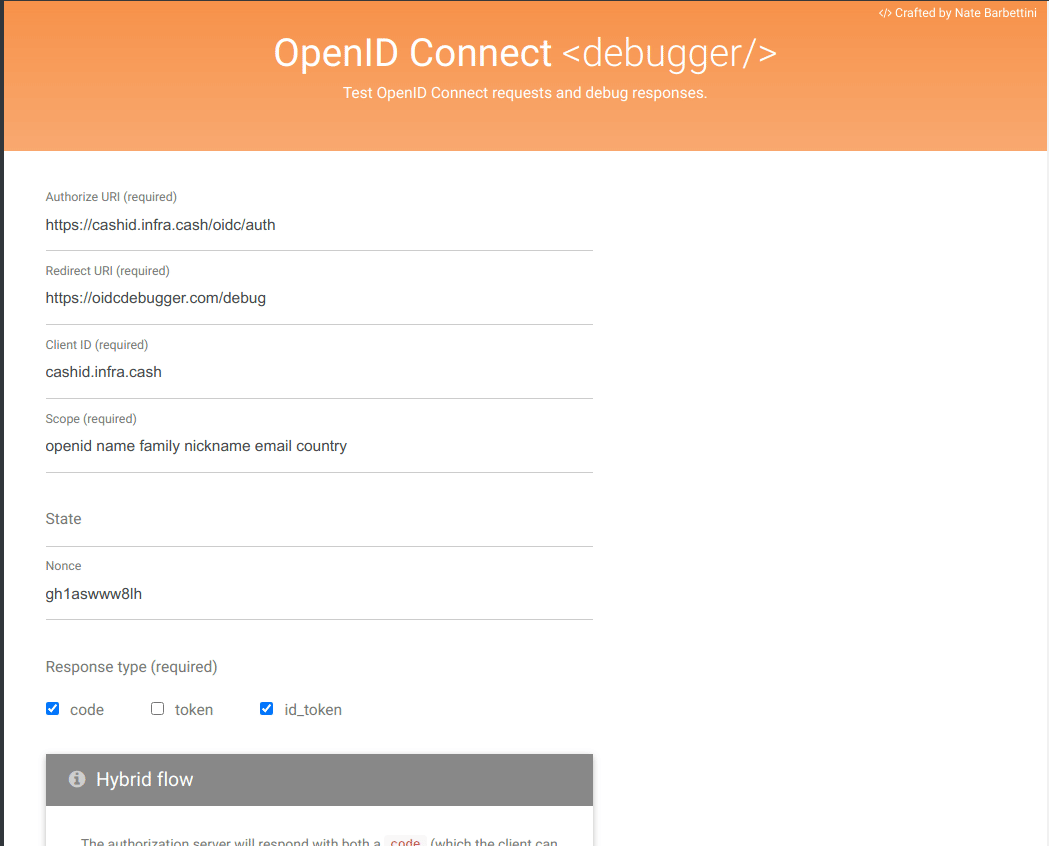 </> Crafted by Nate Barbettini
OpenID Connect <debugger/>
Test OpenID Connect requests and debug responses.
Authorize URI (required)
https://cashid.infra.cash/oidc/auth
Redirect URI (required)
https://oidcdebugger.com/debug
Client ID (required)
cashid.infra.cash
Scope (required)
openid name family nickname email country
State
Nonce
gh1aswww8lh
Response type (required)
code token id_token
Hybrid flow
The authorization server will respond with both a code (which the client can